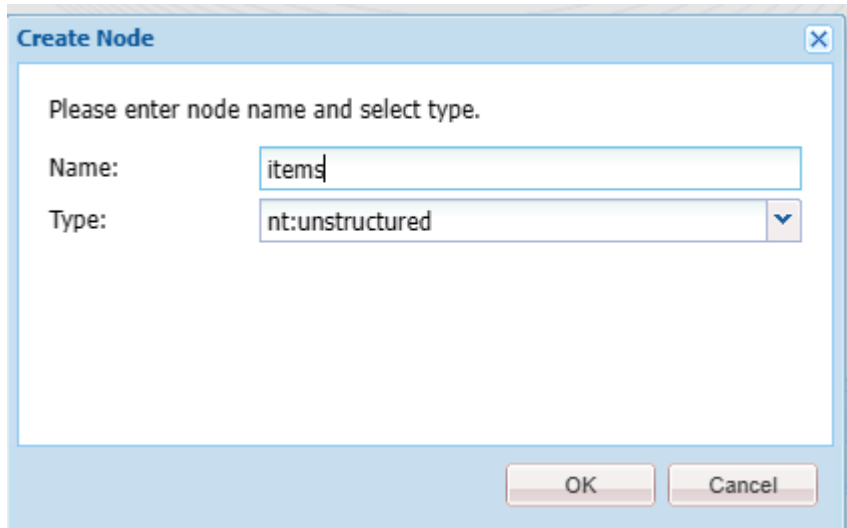 Create Node
Please enter node name and select type.
Name: items
Type: nt:unstructured
OK Cancel